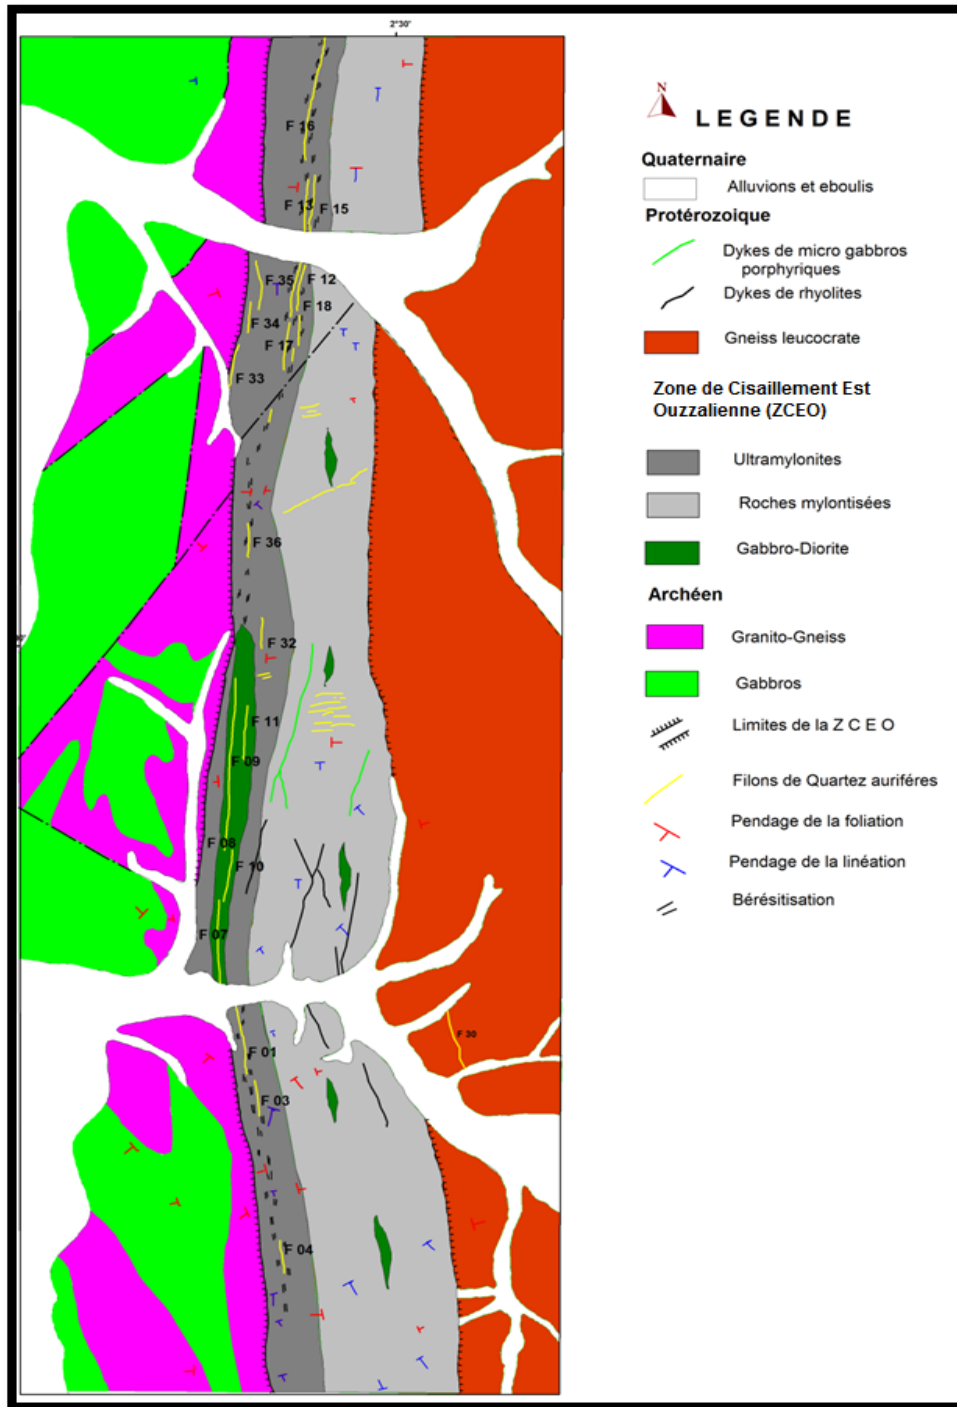 2°30'
F 16
F 13
F 15
F 35
F 12
F 18
F 34
F 17
F 33
F 36
F 32
F 11
F 09
F 08
F 10
F 07
F 01
F 30
F 03
F 04
N
LEGENDE
Quaternaire
Alluvions et eboulis
Protérozoique
Dykes de micro gabbros
porphyriques
Dykes de rhyolites
Gneiss leucocrate
Zone de Cisaillement Est
Ouzzalienne (ZCEO)
Ultramylonites
Roches mylontisées
Gabbro-Diorite
Archéen
Granito-Gneiss
Gabbros
Limites de la Z C E O
Filons de Quartez auriféres
Pendage de la foliation
Pendage de la linéation
Bérésitisation